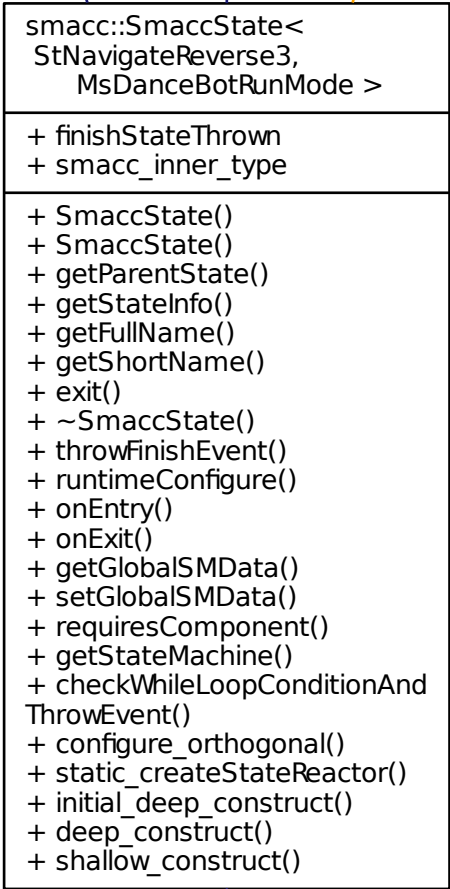 smacc::SmaccState<
StNavigateReverse3,
MsDanceBotRunMode >
+ finishStateThrown
+ smacc_inner_type
+ SmaccState()
+ SmaccState()
+ getParentState()
+ getStateInfo()
+ getFullName()
+ getShortName()
+ exit()
+ ~SmaccState()
+ throwFinishEvent()
+ runtimeConfigure()
+ onEntry()
+ onExit()
+ getGlobalSMData()
+ setGlobalSMData()
+ requiresComponent()
+ getStateMachine()
+ checkWhileLoopConditionAnd
ThrowEvent()
+ configure_orthogonal()
+ static_createStateReactor()
+ initial_deep_construct()
+ deep_construct()
+ shallow_construct()